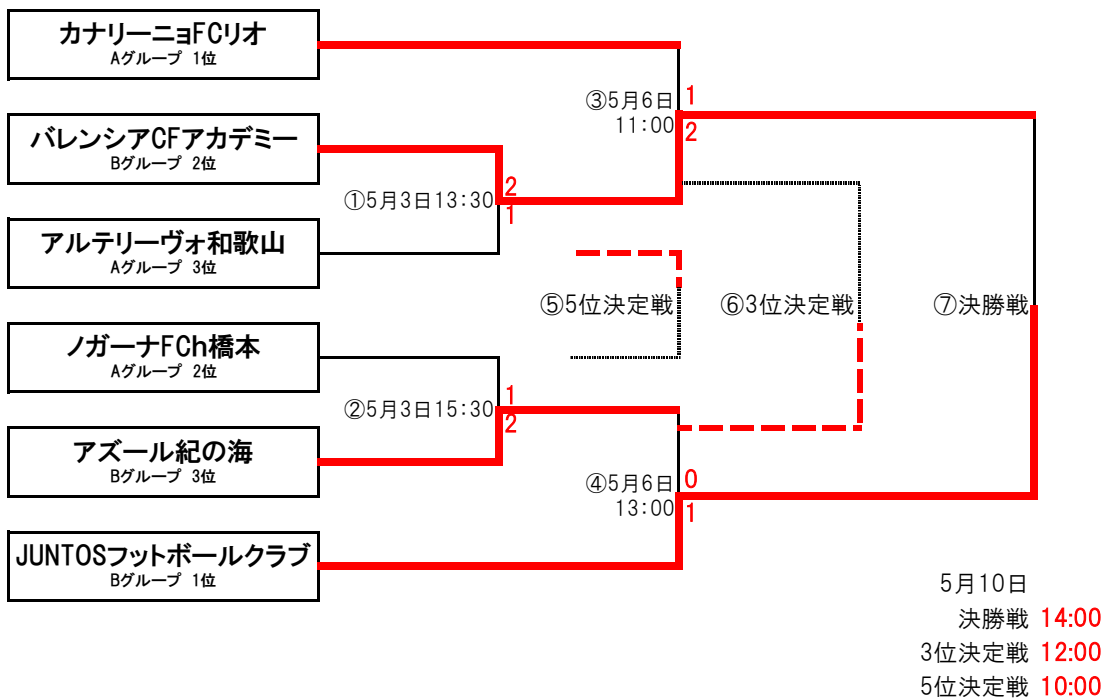 カナリーニョFCリオ
Aグループ 1位
バレンシアCFアカデミー
Bグループ 2位
アルテリーヴォ和歌山
Aグループ 3位
ノガーナFCh橋本
Aグループ 2位
アズール紀の海
Bグループ 3位
JUNTOSフットボールクラブ
Bグループ 1位
①5月3日13:30
2
1
②5月3日15:30
1
2
③5月6日
11:00
1
2
④5月6日
13:00
0
1
⑤5位決定戦
⑥3位決定戦
⑦決勝戦
5月10日
決勝戦 14:00
3位決定戦 12:00
5位決定戦 10:00